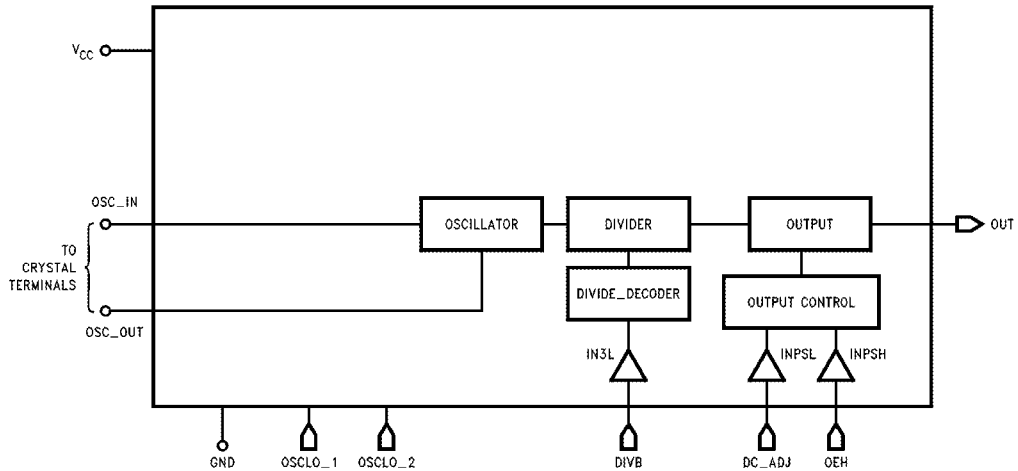 VCC
OSC_IN
TO
CRYSTAL
TERMINALS
OSC_OUT
OSCILLATOR
DIVIDER
OUTPUT
OUT
DIVIDE_DECODER
OUTPUT CONTROL
IN3L
INPSL
INPSH
GND
OSCLO_1
OSCLO_2
DIVB
DC_ADJ
OEH